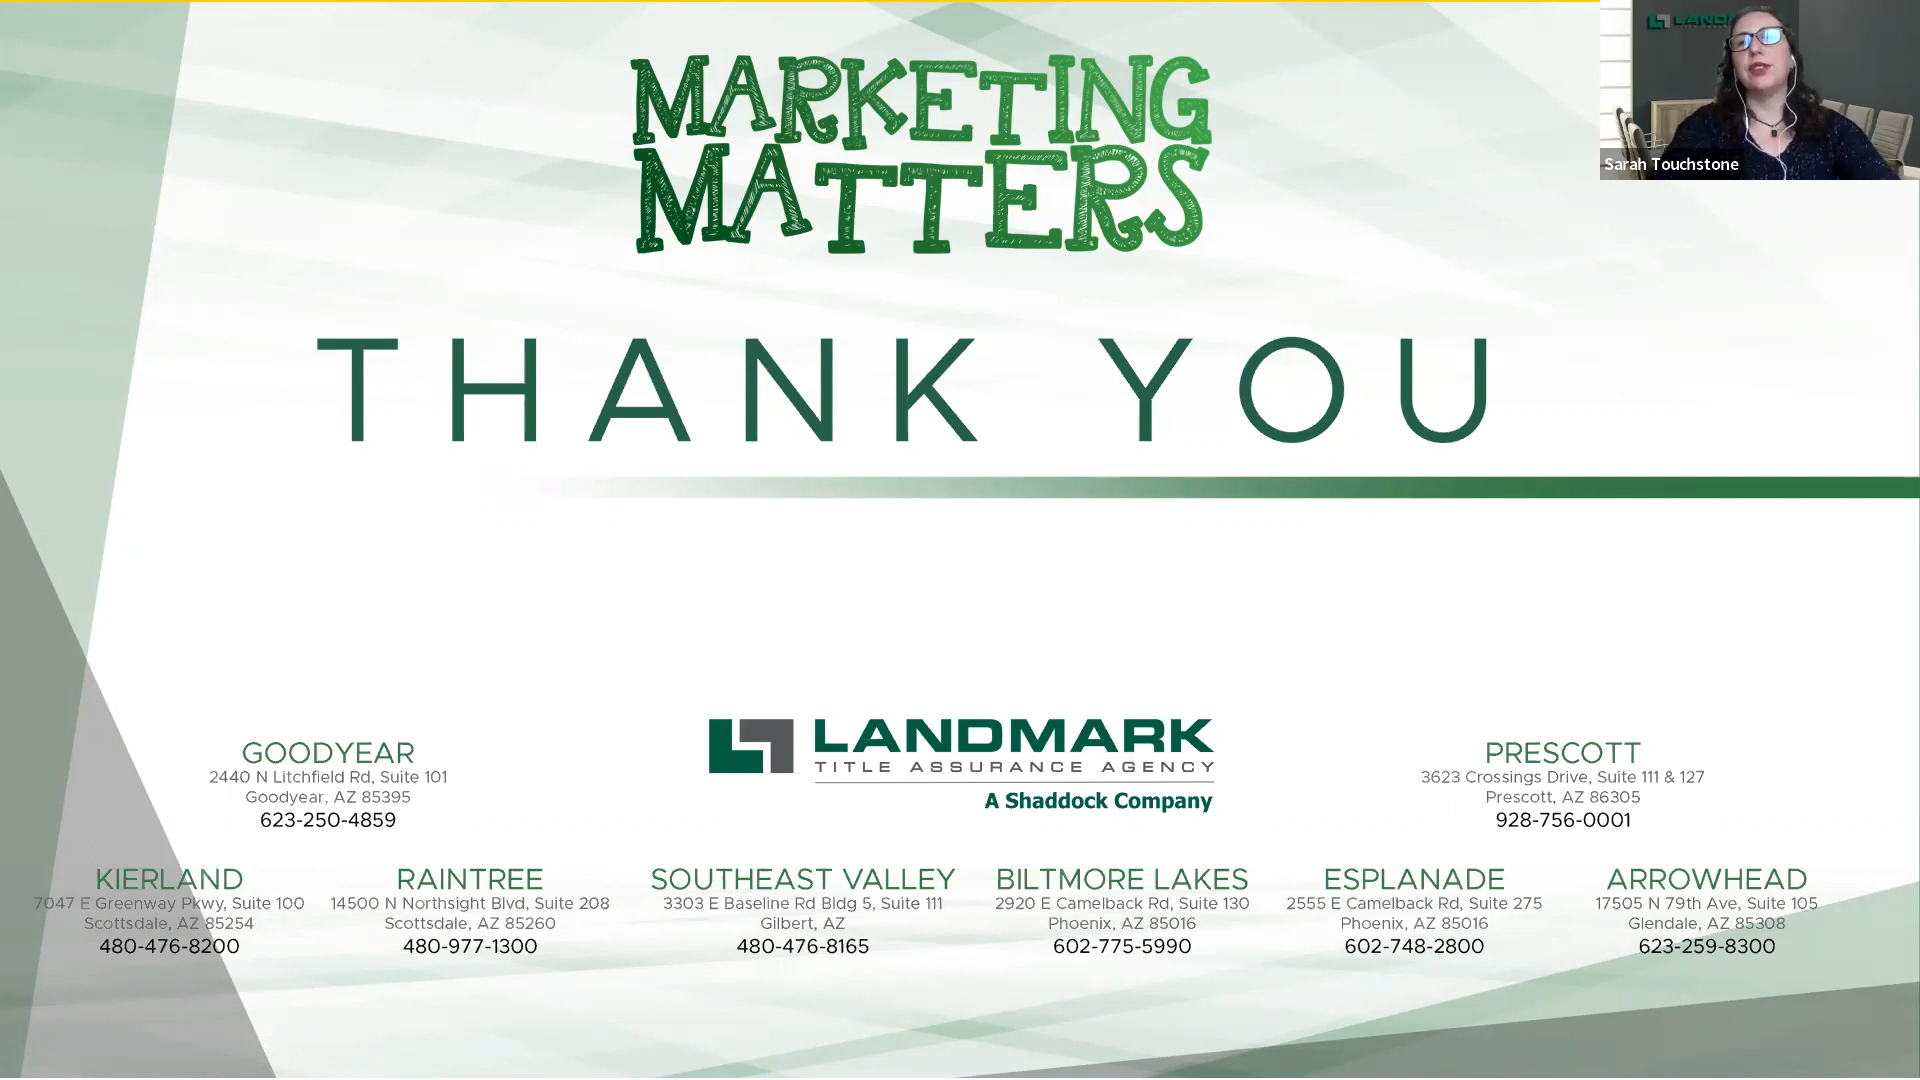 MARKETING
MATTERS
LAND
Sarah Touchstone
THANK YOU
LANDMARK
TITLE ASSURANCE AGENCY
A Shaddock Company
GOODYEAR
2440 N Litchfield Rd, Suite 101
Goodyear, AZ 85395
623-250-4859
PRESCOTT
3623 Crossings Drive, Suite 111 & 127
Prescott, AZ 86305
928-756-0001
KIERLAND
7047 E Greenway Pkwy, Suite 100
Scottsdale, AZ 85254
480-476-8200
RAINTREE
14500 N Northsight Blvd, Suite 208
Scottsdale, AZ 85260
480-977-1300
SOUTHEAST VALLEY
3303 E Baseline Rd Bldg 5, Suite 111
Gilbert, AZ
480-476-8165
BILTMORE LAKES
2920 E Camelback Rd, Suite 130
Phoenix, AZ 85016
602-775-5990
ESPLANADE
2555 E Camelback Rd, Suite 275
Phoenix, AZ 85016
602-748-2800
ARROWHEAD
17505 N 79th Ave, Suite 105
Glendale, AZ 85308
623-259-8300